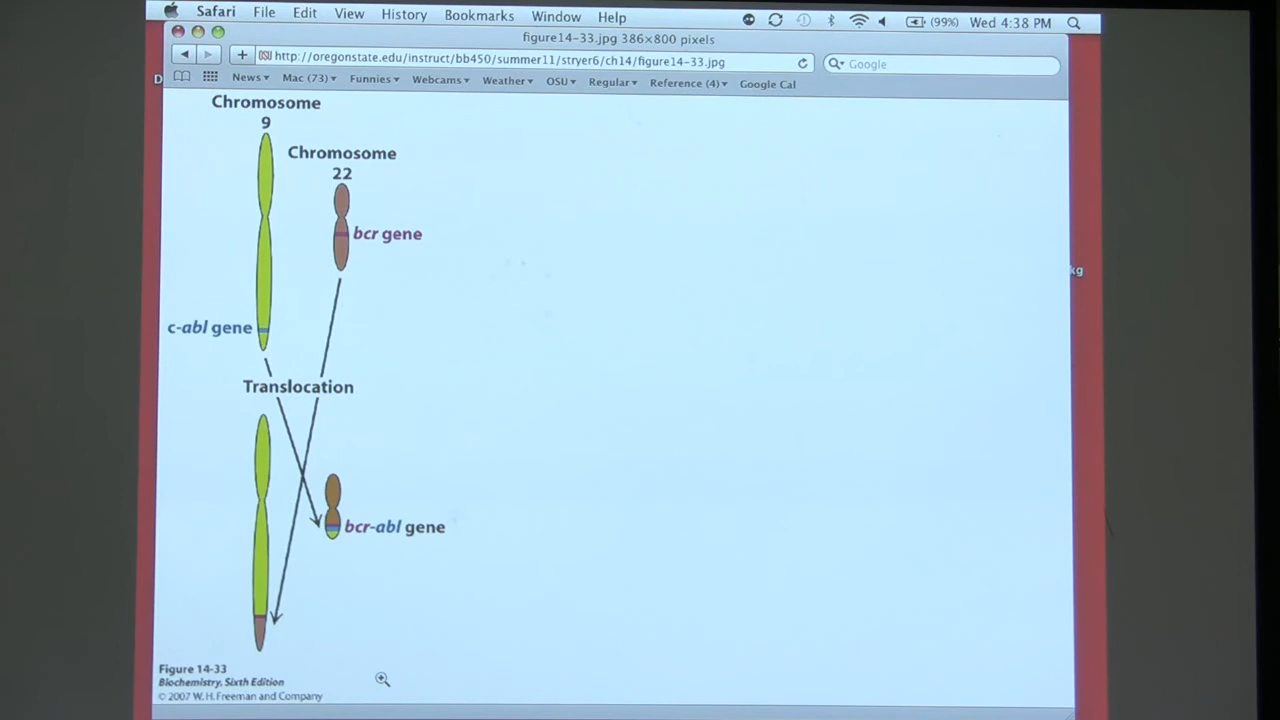 Safari File Edit View History Bookmarks Window Help (99%) Wed 4:38 PM
figure14-33.jpg 386×800 pixels
http://oregonstate.edu/instruct/bb450/summer11/stryer6/ch14/figure14-33.jpg Google
News Mac (73) Funnies Webcams Weather OSU Regular Reference (4) Google Cal
D
Chromosome
9
Chromosome
22
bcr gene
kg
c-abl gene
Translocation
bcr-abl gene
Figure 14-33
Biochemistry, Sixth Edition
© 2007 W. H. Freeman and Company